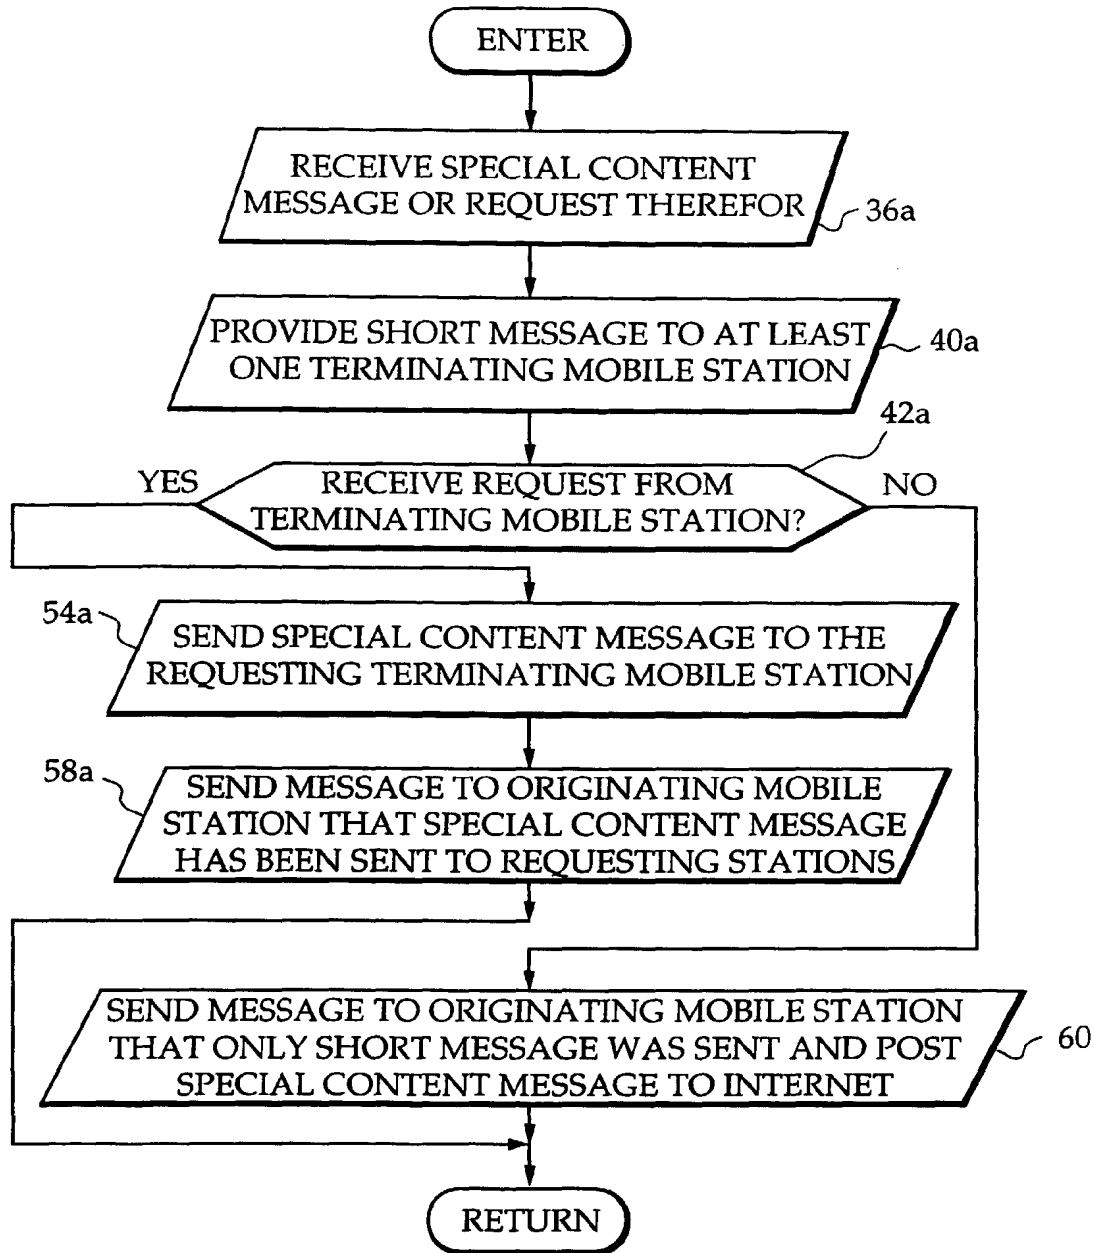 ENTER
RECEIVE SPECIAL CONTENT
MESSAGE OR REQUEST THEREFOR
36a
PROVIDE SHORT MESSAGE TO AT LEAST
ONE TERMINATING MOBILE STATION
40a
42a
YES
RECEIVE REQUEST FROM
TERMINATING MOBILE STATION?
NO
54a
SEND SPECIAL CONTENT MESSAGE TO THE
REQUESTING TERMINATING MOBILE STATION
58a
SEND MESSAGE TO ORIGINATING MOBILE
STATION THAT SPECIAL CONTENT MESSAGE
HAS BEEN SENT TO REQUESTING STATIONS
SEND MESSAGE TO ORIGINATING MOBILE STATION
THAT ONLY SHORT MESSAGE WAS SENT AND POST
SPECIAL CONTENT MESSAGE TO INTERNET
60
RETURN